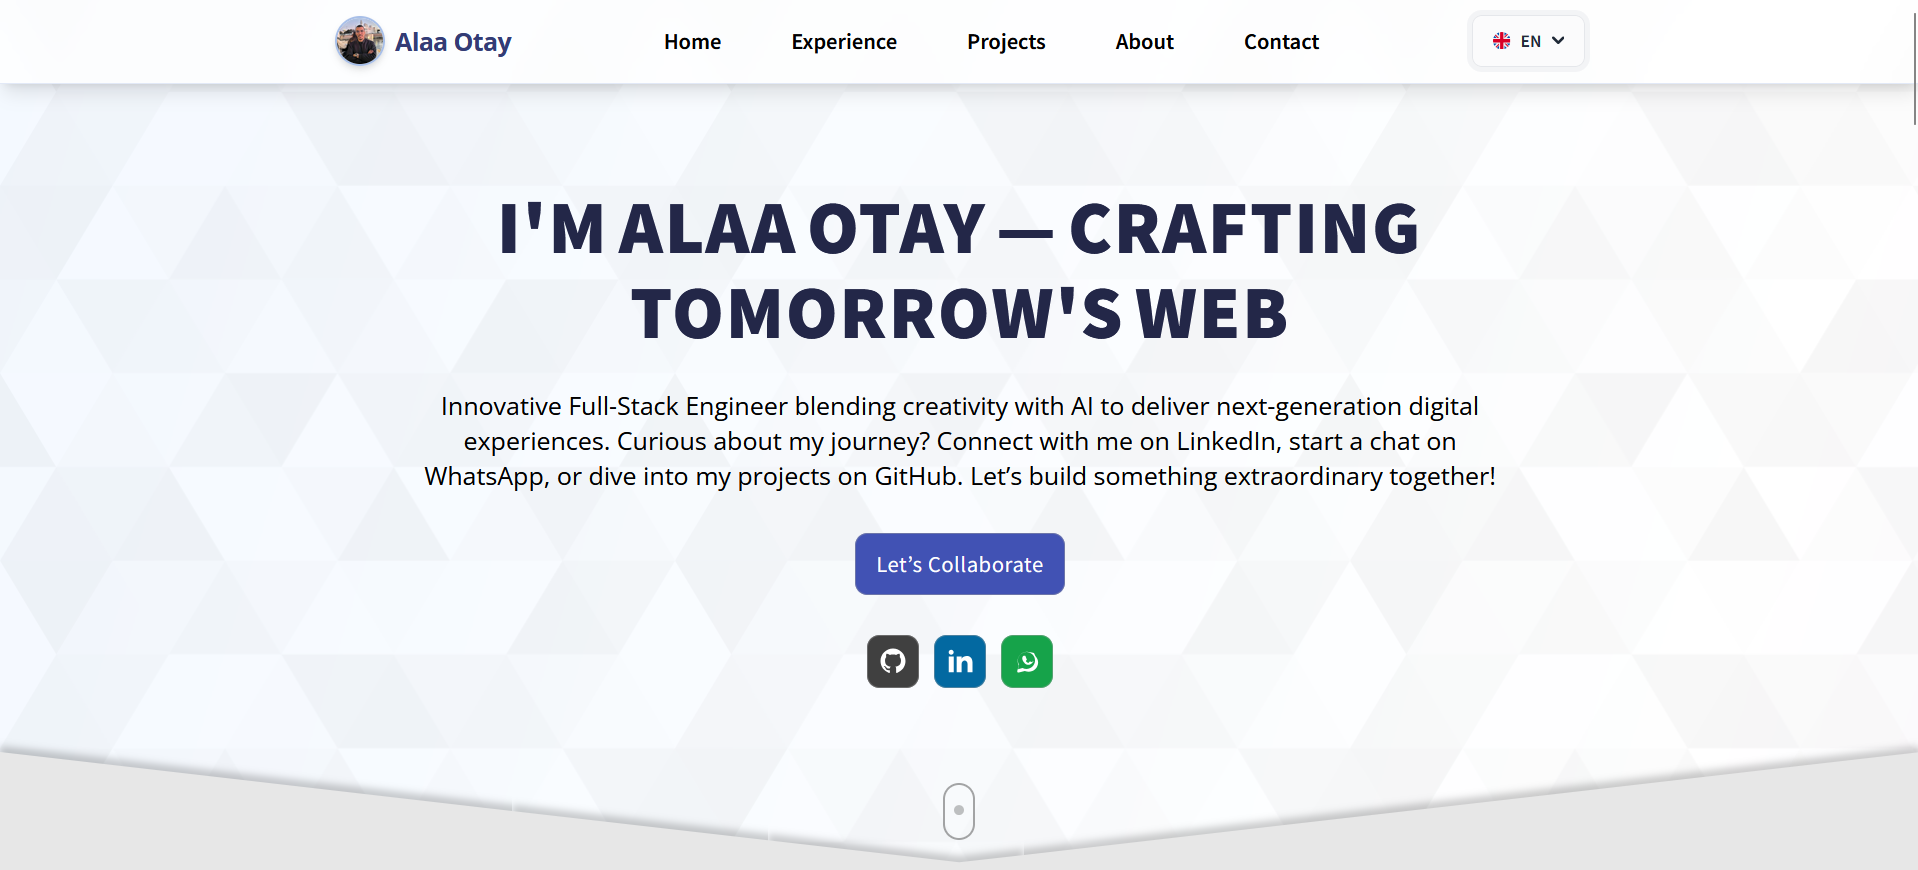 Alaa Otay
Home
Experience
Projects
About
Contact
EN
I'M ALAA OTAY — CRAFTING
TOMORROW'S WEB
Innovative Full-Stack Engineer blending creativity with AI to deliver next-generation digital
experiences. Curious about my journey? Connect with me on LinkedIn, start a chat on
WhatsApp, or dive into my projects on GitHub. Let’s build something extraordinary together!
Let’s Collaborate
in